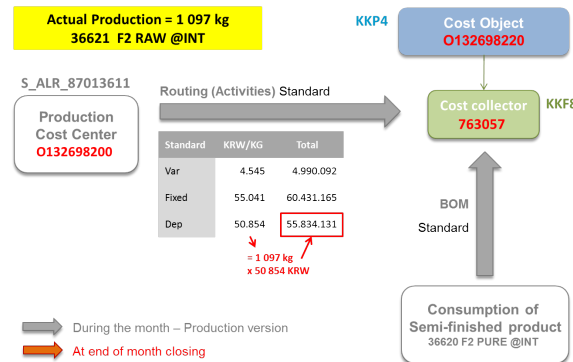 Actual Production = 1 097 kg
36621 F2 RAW @INT
KKP4
Cost Object
O132698220
S_ALR_87013611
Production
Cost Center
O132698200
Routing (Activities) Standard
Cost collector
763057
KKF8
Standard KRW/KG Total
Var 4.545 4.990.092
Fixed 55.041 60.431.165
Dep 50.854 55.834.131
= 1 097 kg
x 50 854 KRW
BOM
Standard
Consumption of
Semi-finished product
36620 F2 PURE @INT
During the month – Production version
At end of month closing